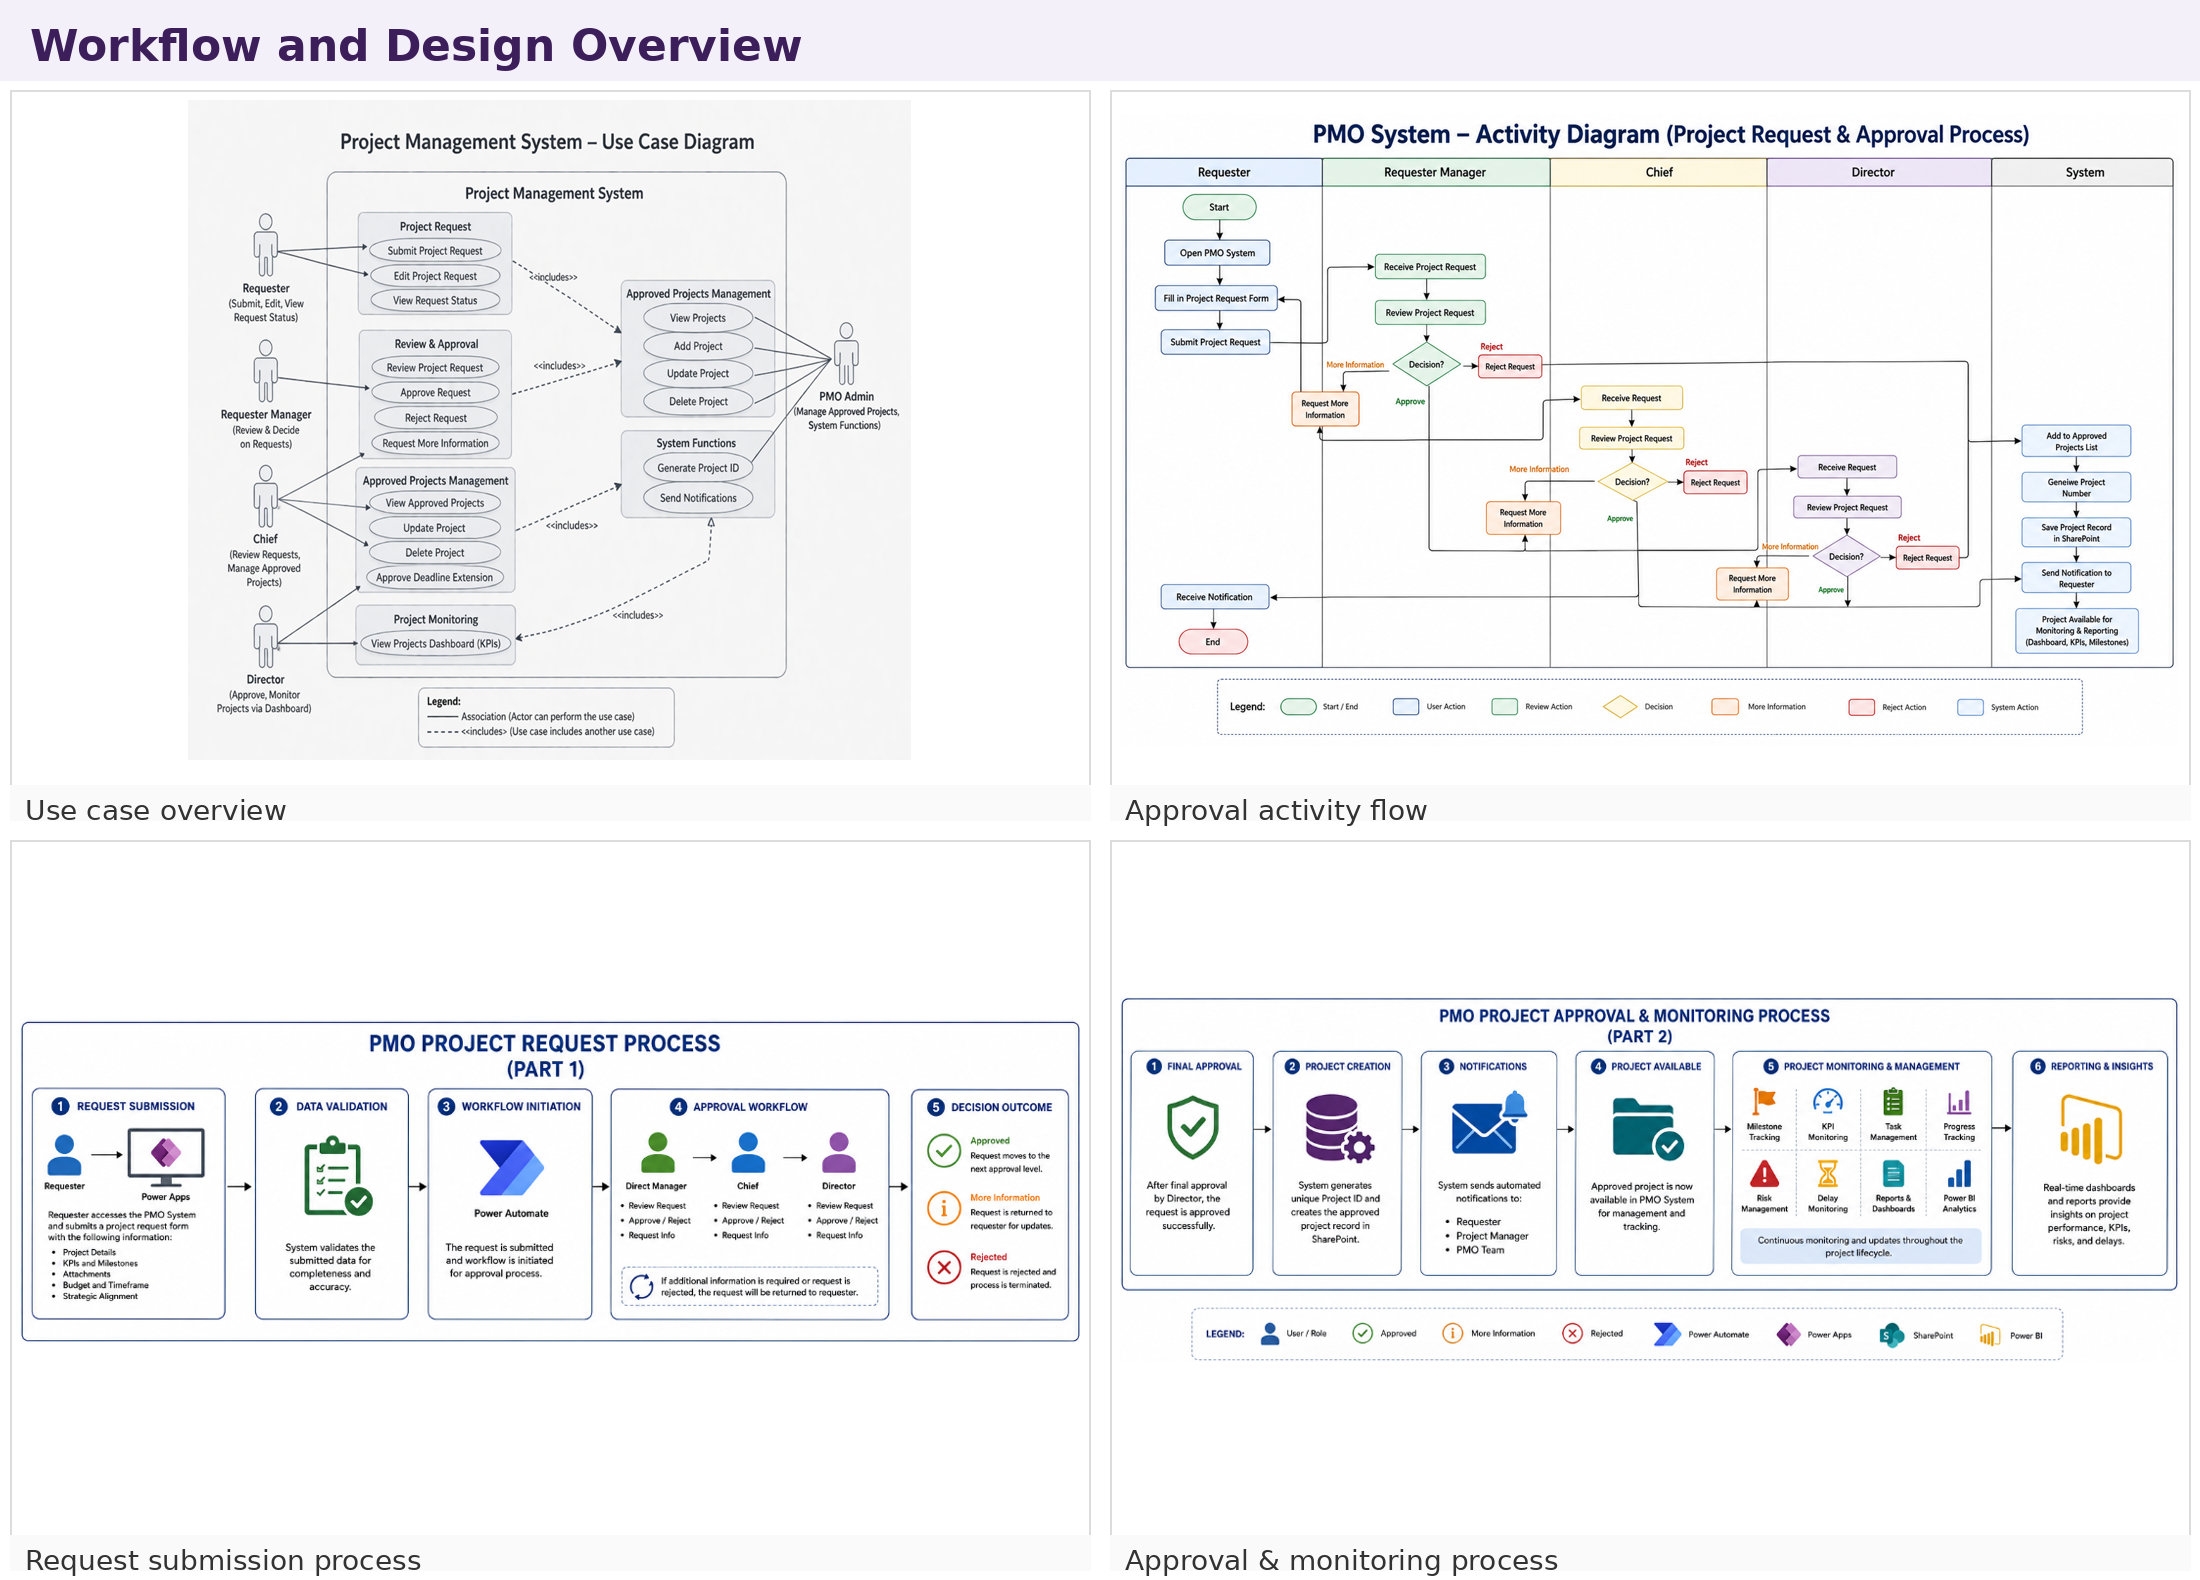 Workflow and Design Overview
Project Management System – Use Case Diagram
Project Management System
Project Request
Submit Project Request
Edit Project Request
View Request Status
Requester
(Submit, Edit, View
Request Status)
<<includes>>
Review & Approval
Review Project Request
Approve Request
Reject Request
Request More Information
Requester Manager
(Review & Decide
on Requests)
<<includes>>
Approved Projects Management
View Projects
Add Project
Update Project
Delete Project
PMO Admin
(Manage Approved Projects,
System Functions)
System Functions
Generate Project ID
Send Notifications
Approved Projects Management
View Approved Projects
Update Project
Delete Project
Approve Deadline Extension
Chief
(Review Requests,
Manage Approved
Projects)
<<includes>>
Project Monitoring
View Projects Dashboard (KPIs)
<<includes>>
Director
(Approve, Monitor
Projects via Dashboard)
Legend:
Association (Actor can perform the use case)
<<includes> (Use case includes another use case)
Use case overview
PMO System – Activity Diagram (Project Request & Approval Process)
Requester
Requester Manager
Chief
Director
System
Start
Open PMO System
Fill in Project Request Form
Submit Project Request
Receive Project Request
Review Project Request
Decision?
Reject
Reject Request
More Information
Request More
Information
Approve
Receive Request
Review Project Request
Decision?
Reject
Reject Request
More Information
Request More
Information
Approve
Receive Request
Review Project Request
Decision?
Reject
Reject Request
More Information
Request More
Information
Approve
Add to Approved
Projects List
Geneiwe Project
Number
Save Project Record
in SharePoint
Send Notification to
Requester
Project Available for
Monitoring & Reporting
(Dashboard, KPIs, Milestones)
Receive Notification
End
Legend:
Start / End
User Action
Review Action
Decision
More Information
Reject Action
System Action
Approval activity flow
PMO PROJECT REQUEST PROCESS
(PART 1)
1 REQUEST SUBMISSION
Requester
Power Apps
Requester accesses the PMO System
and submits a project request form
with the following information:
• Project Details
• KPIs and Milestones
• Attachments
• Budget and Timeframe
• Strategic Alignment
2 DATA VALIDATION
System validates the
submitted data for
completeness and
accuracy.
3 WORKFLOW INITIATION
Power Automate
The request is submitted
and workflow is initiated
for approval process.
4 APPROVAL WORKFLOW
Direct Manager
• Review Request
• Approve / Reject
• Request Info
Chief
• Review Request
• Approve / Reject
• Request Info
Director
• Review Request
• Approve / Reject
• Request Info
If additional information is required or request is
rejected, the request will be returned to requester.
5 DECISION OUTCOME
Approved
Request moves to the
next approval level.
More Information
Request is returned to
requester for updates.
Rejected
Request is rejected and
process is terminated.
Request submission process
PMO PROJECT APPROVAL & MONITORING PROCESS
(PART 2)
1 FINAL APPROVAL
After final approval
by Director, the
request is approved
successfully.
2 PROJECT CREATION
System generates
unique Project ID and
creates the approved
project record in
SharePoint.
3 NOTIFICATIONS
System sends automated
notifications to:
• Requester
• Project Manager
• PMO Team
4 PROJECT AVAILABLE
Approved project is now
available in PMO System
for management and
tracking.
5 PROJECT MONITORING & MANAGEMENT
Milestone
Tracking
KPI
Monitoring
Task
Management
Progress
Tracking
Risk
Management
Delay
Monitoring
Reports &
Dashboards
Power BI
Analytics
Continuous monitoring and updates throughout the
project lifecycle.
6 REPORTING & INSIGHTS
Real-time dashboards
and reports provide
insights on project
performance, KPIs,
risks, and delays.
LEGEND:
User / Role
Approved
More Information
Rejected
Power Automate
Power Apps
S
SharePoint
Power BI
Approval & monitoring process